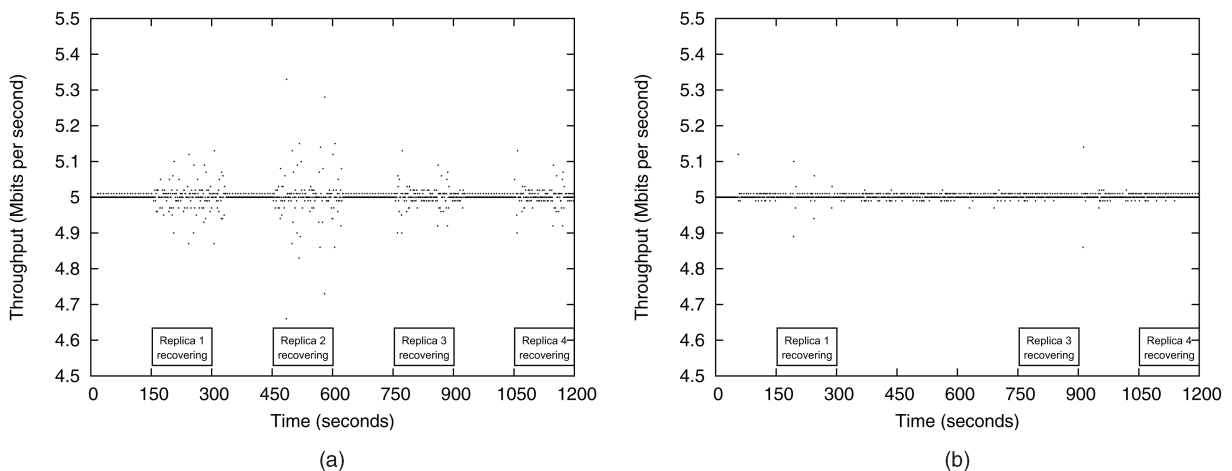 5.5
5.4
5.3
5.2
5.1
5
4.9
4.8
4.7
4.6
4.5
Throughput (Mbits per second)
Replica 1
recovering
Replica 2
recovering
Replica 3
recovering
Replica 4
recovering
0 150 300 450 600 750 900 1050 1200
Time (seconds)
(a)
5.5
5.4
5.3
5.2
5.1
5
4.9
4.8
4.7
4.6
4.5
Throughput (Mbits per second)
Replica 1
recovering
Replica 3
recovering
Replica 4
recovering
0 150 300 450 600 750 900 1050 1200
Time (seconds)
(b)